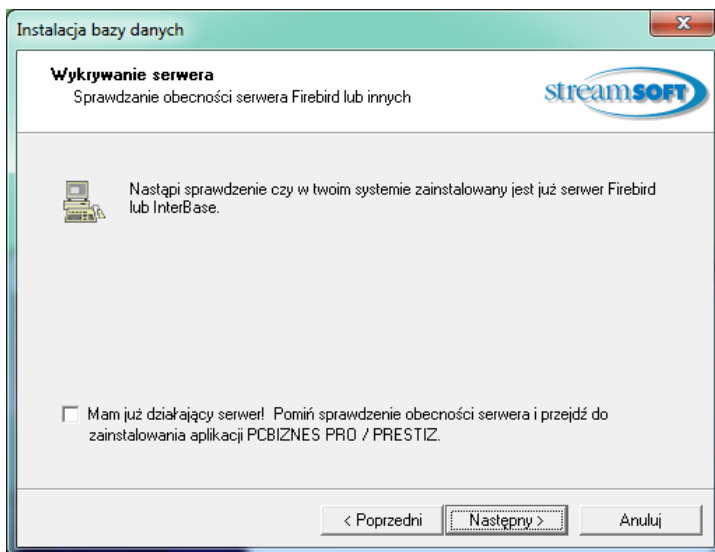 Instalacja bazy danych
Wykrywanie serwera
Sprawdzanie obecności serwera Firebird lub innych
streamsoft
Nastąpi sprawdzenie czy w twoim systemie zainstalowany jest już serwer Firebird
lub InterBase.
Mam już działający serwer! Pomiń sprawdzenie obecności serwera i przejdź do
zainstalowania aplikacji PCBIZNES PRO / PRESTIZ.
< Poprzedni
Następny >
Anuluj